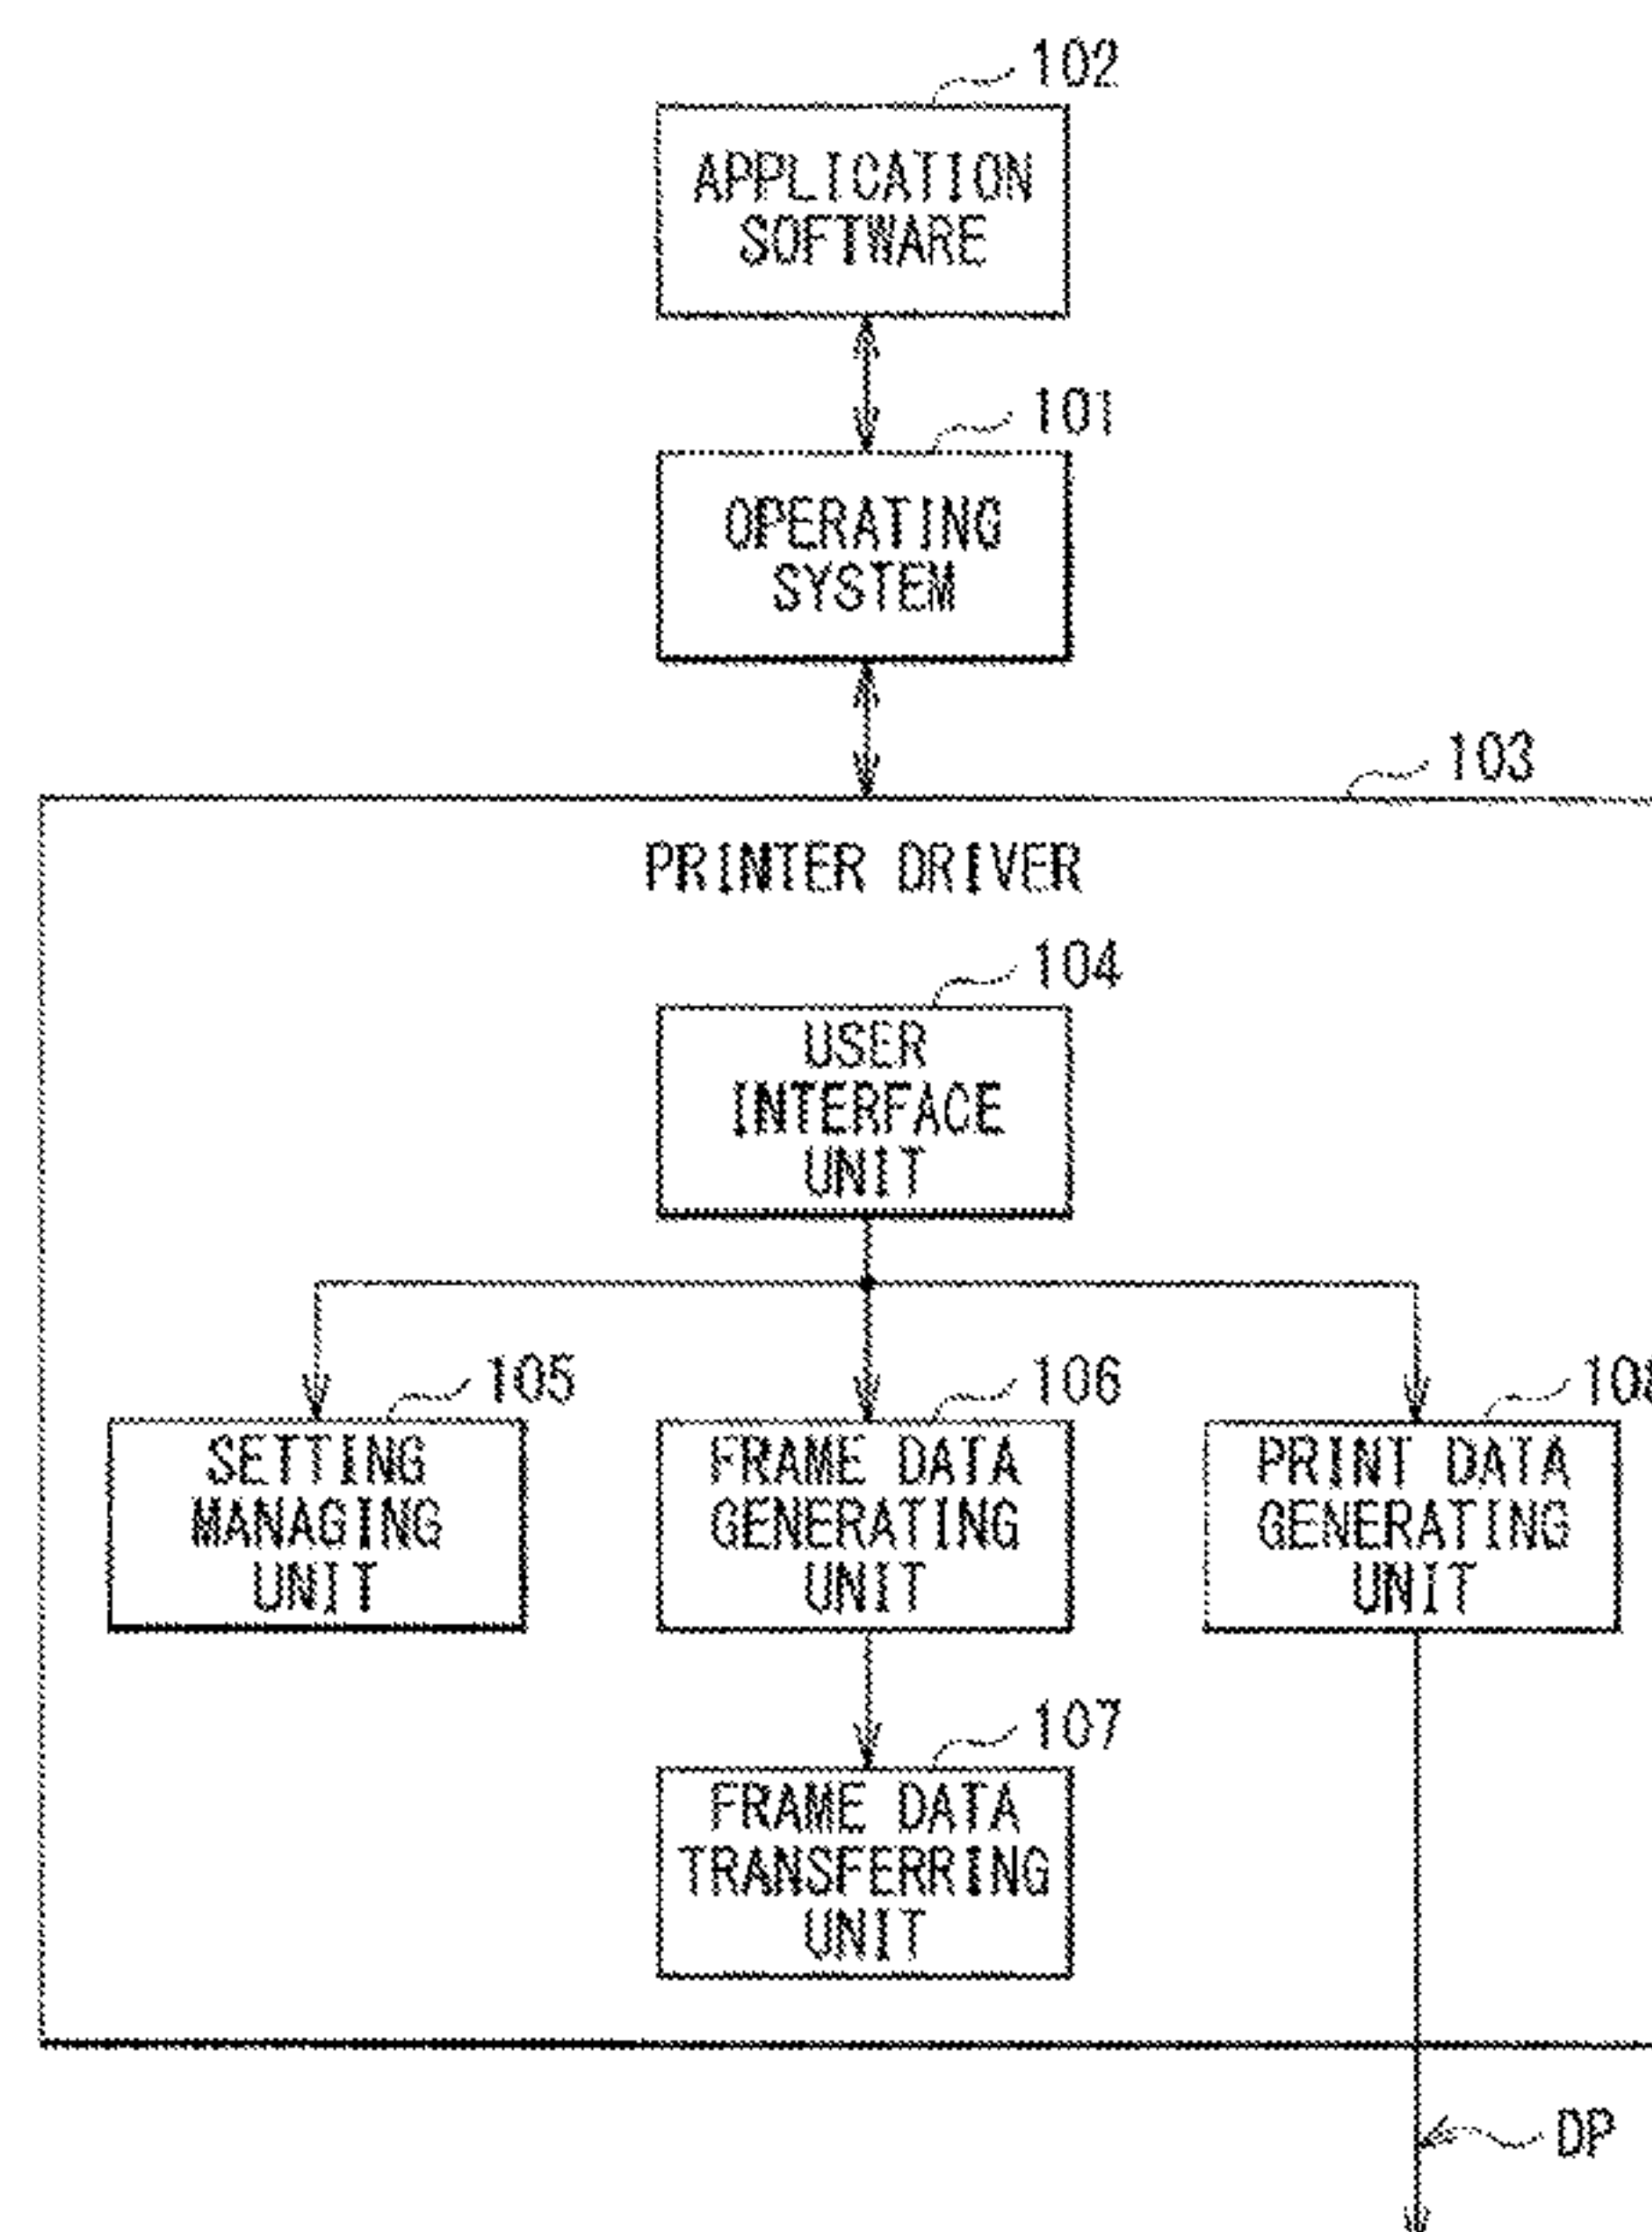 102
APPLICATION
SOFTWARE
101
OPERATING
SYSTEM
103
PRINTER DRIVER
104
USER
INTERFACE
UNIT
105
SETTING
MANAGING
UNIT
106
FRAME DATA
GENERATING
UNIT
PRINT DATA
GENERATING
UNIT
107
FRAME DATA
TRANSFERRING
UNIT
DP